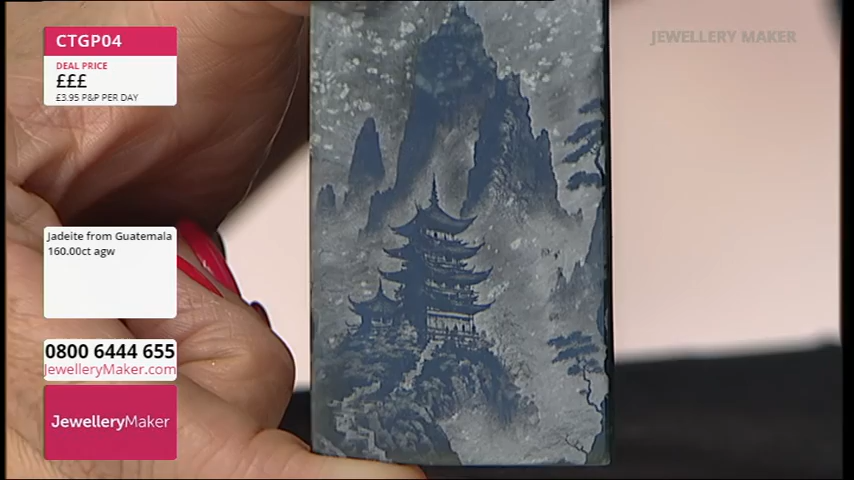 CTGP04
DEAL PRICE
£££
£3.95 P&P PER DAY
JEWELLERY MAKER
Jadeite from Guatemala
160.00ct agw
0800 6444 655
JewelleryMaker.com
JewelleryMaker